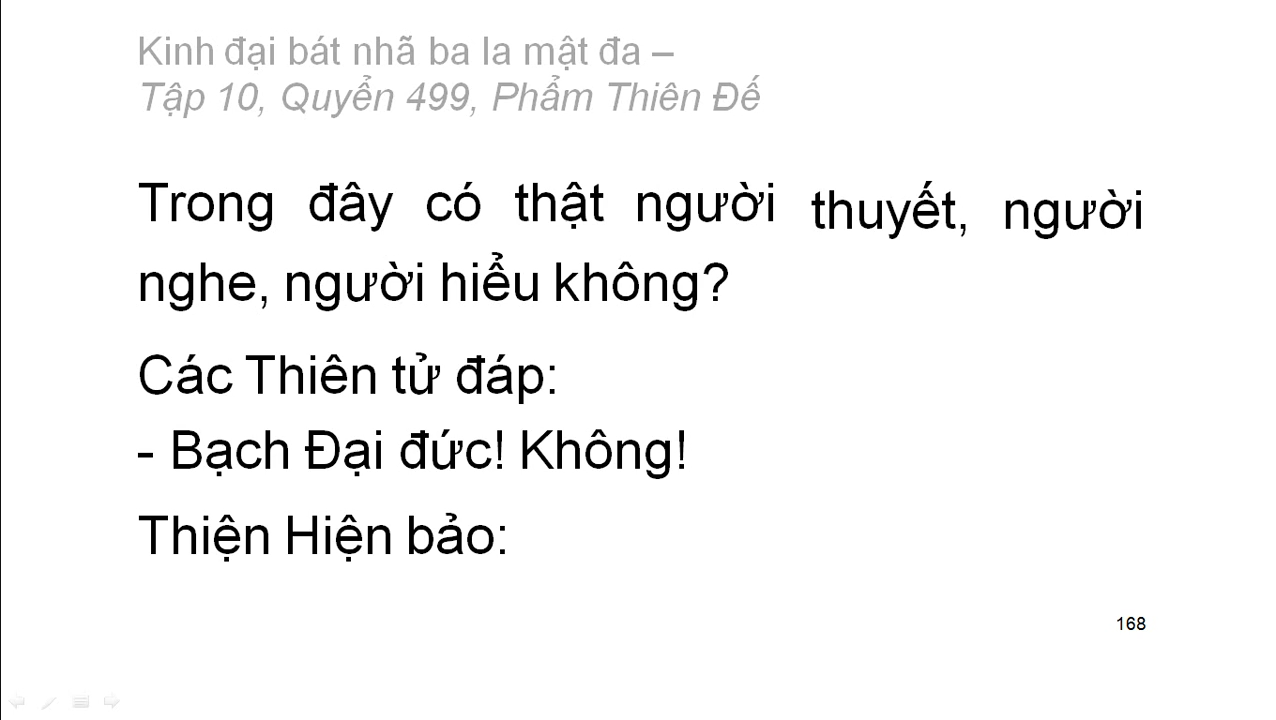 Kinh đại bát nhã ba la mật đa –
Tập 10, Quyển 499, Phẩm Thiên Đế
Trong đây có thật người thuyết, người
nghe, người hiểu không?
Các Thiên tử đáp:
- Bạch Đại đức! Không!
Thiện Hiện bảo:
168